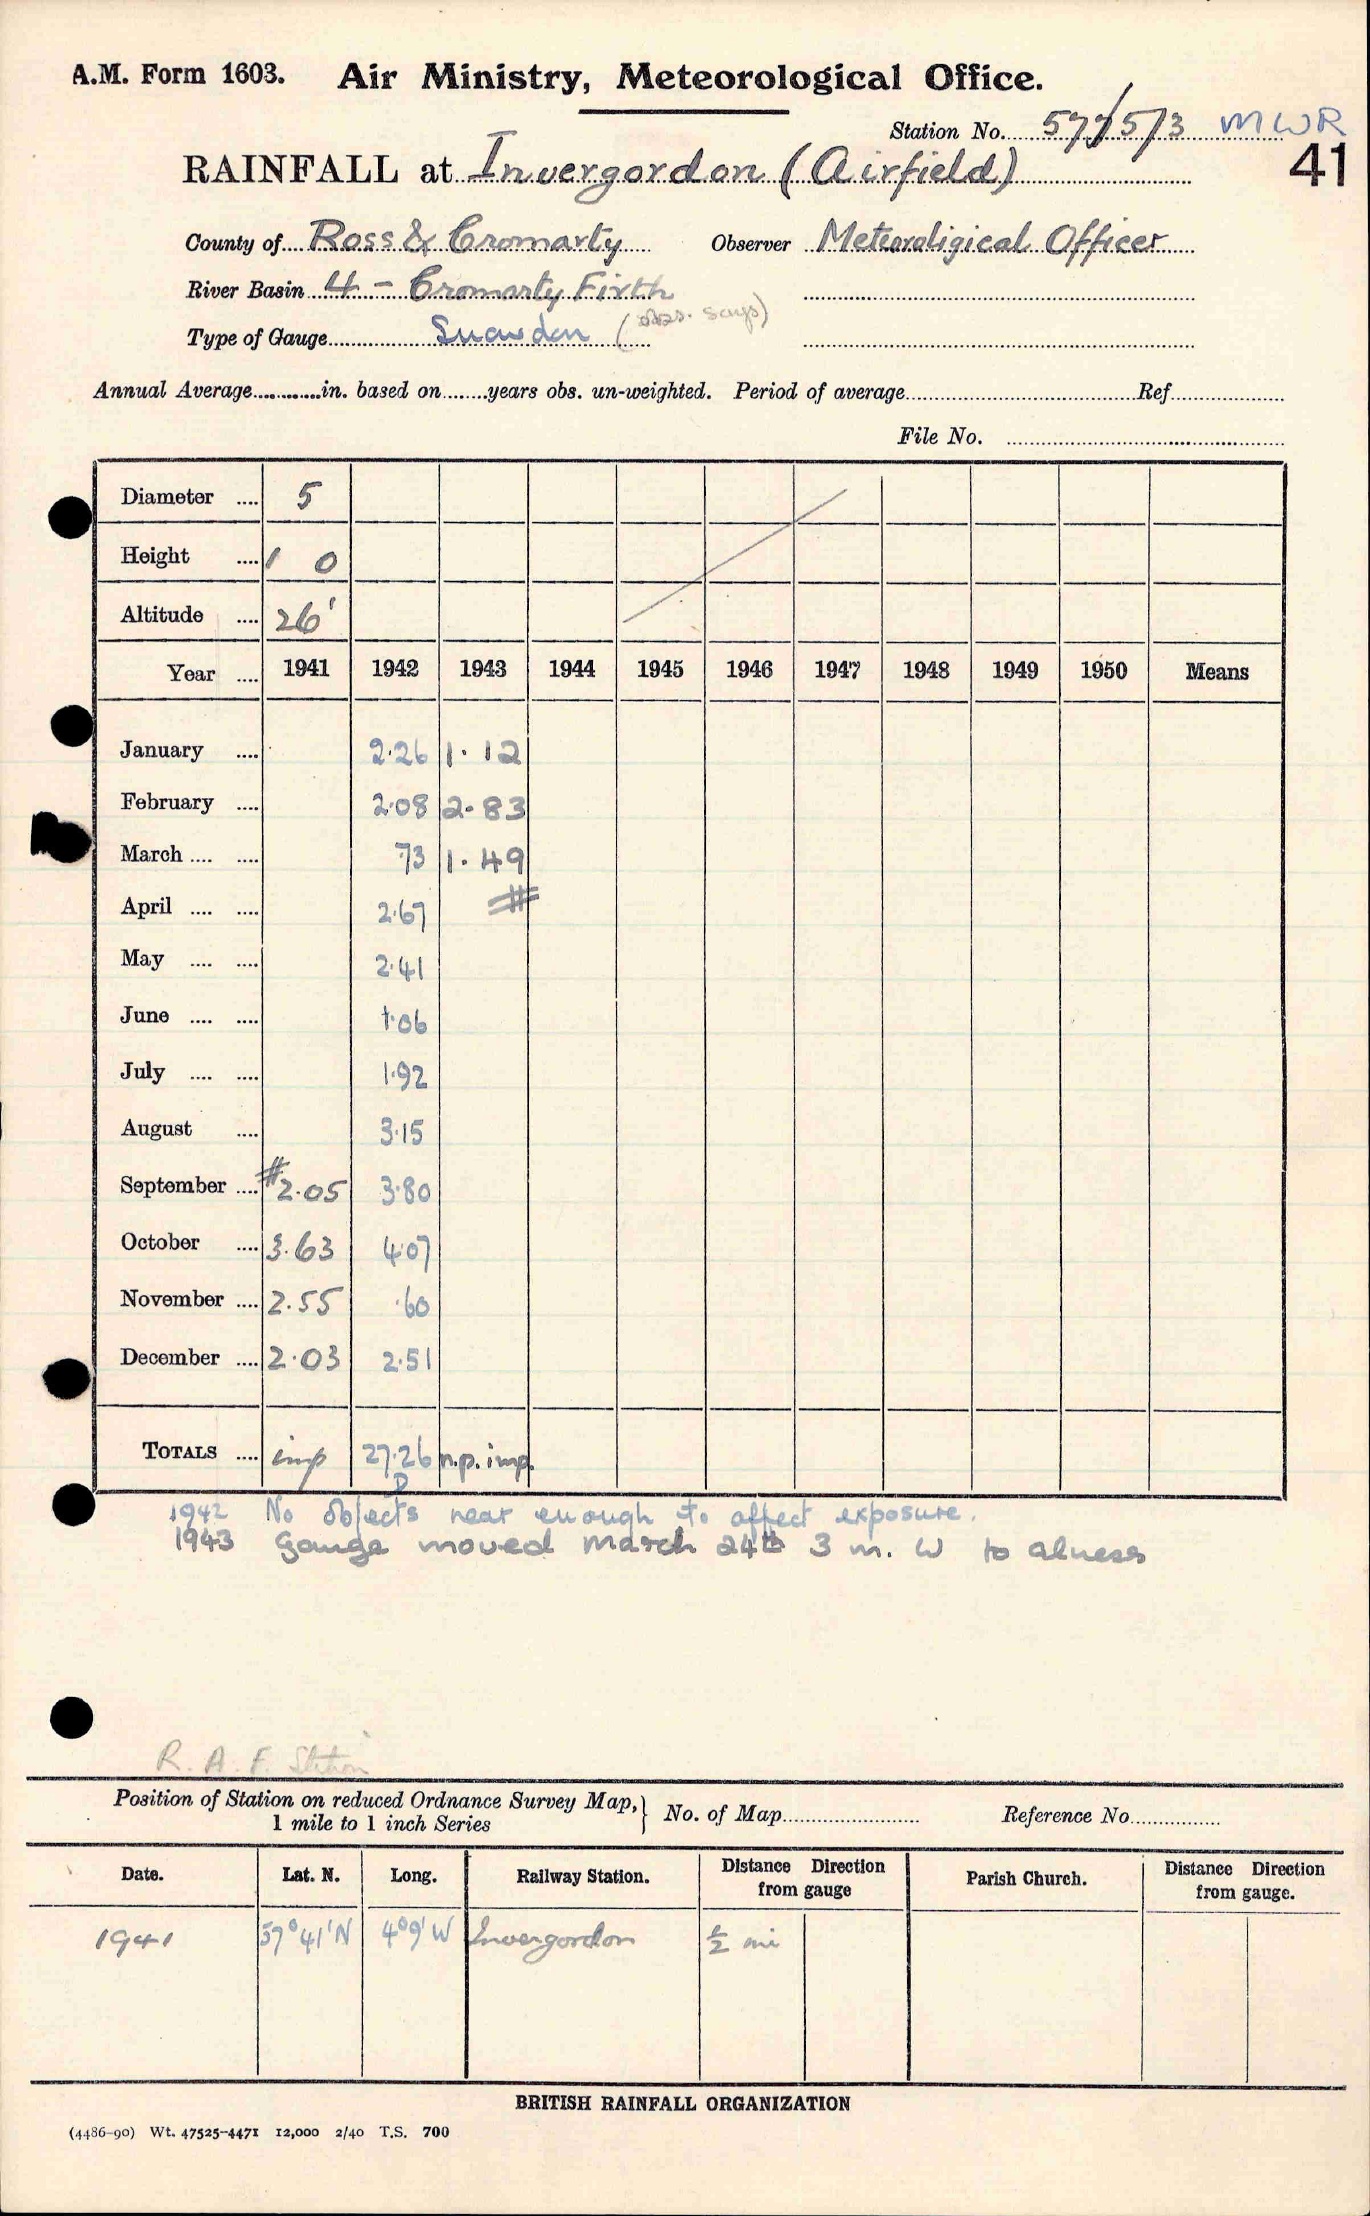 A.M. Form 1603. Air Ministry, Meteorological Office.
Station No. 577/5/3 MWR
41
RAINFALL at Invergordon (Airfield)
County of Ross & Cromarty Observer Meteoroligical Officer
River Basin 4 - Cromarty Firth
Type of Gauge Snowdon (obs. says)
Annual Average in. based on years obs. un-weighted. Period of average Ref
File No.
Diameter 5
Height 1 0
Altitude 26'
Year 1941 1942 1943 1944 1945 1946 1947 1948 1949 1950 Means
January 2.26 1.12
February 2.08 2.83
March .73 1.49
April 2.67 #
May 2.41
June 1.06
July 1.92
August 3.15
September #2.05 3.80
October 3.63 4.07
November 2.55 .60
December 2.03 2.51
TOTALS imp 27.26 n.p. imp.
D
1942 No objects near enough to affect exposure.
1943 Gauge moved March 24th 3 m. W to Alness
R.A.F. Station
Position of Station on reduced Ordnance Survey Map, 1 mile to 1 inch Series } No. of Map Reference No.
Date. Lat. N. Long. Railway Station. Distance Direction from gauge Parish Church. Distance Direction from gauge.
1941 57° 41' N 4° 9' W Invergordon ½ mi
BRITISH RAINFALL ORGANIZATION
(4486-90) Wt. 47525-4471 12,000 2/40 T.S. 700